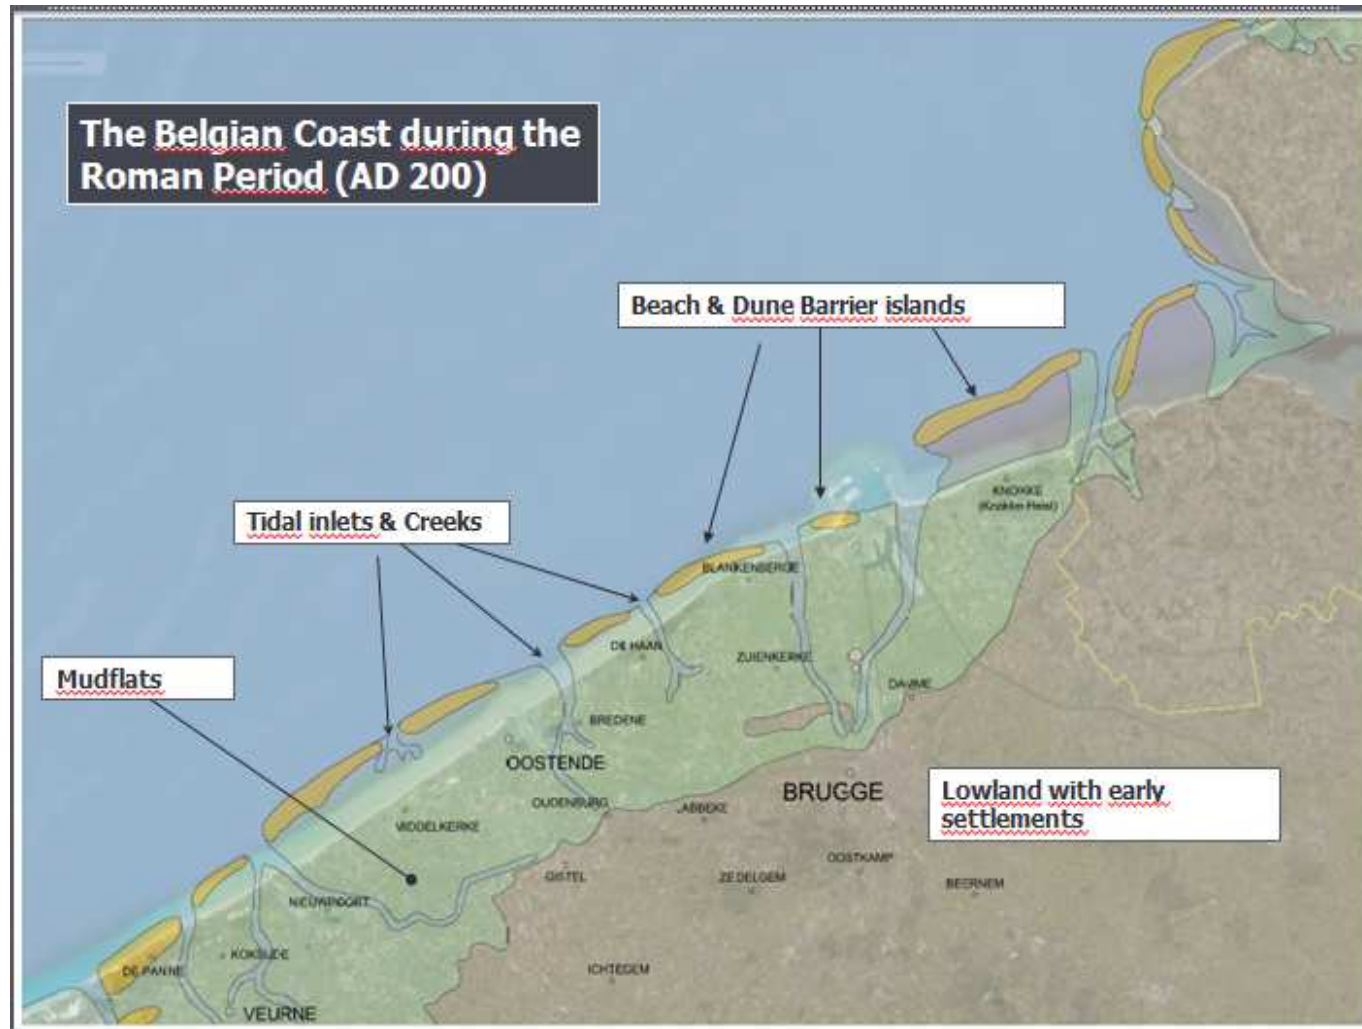 The Belgian Coast during the
Roman Period (AD 200)
Beach & Dune Barrier islands
KNOKKE
(Knokke-Heist)
Tidal inlets & Creeks
BLANKENBERGE
DE HAAN
ZUIENKERKE
Mudflats
DAMME
BREDENE
OOSTENDE
BRUGGE
Lowland with early
settlements
OUDENBURG
JABBEKE
MIDDELKERKE
OOSTKAMP
GISTEL
ZEDELGEM
BEERNEM
NIEUWPOORT
KOKSIJDE
DE PANNE
ICHTEGEM
VEURNE